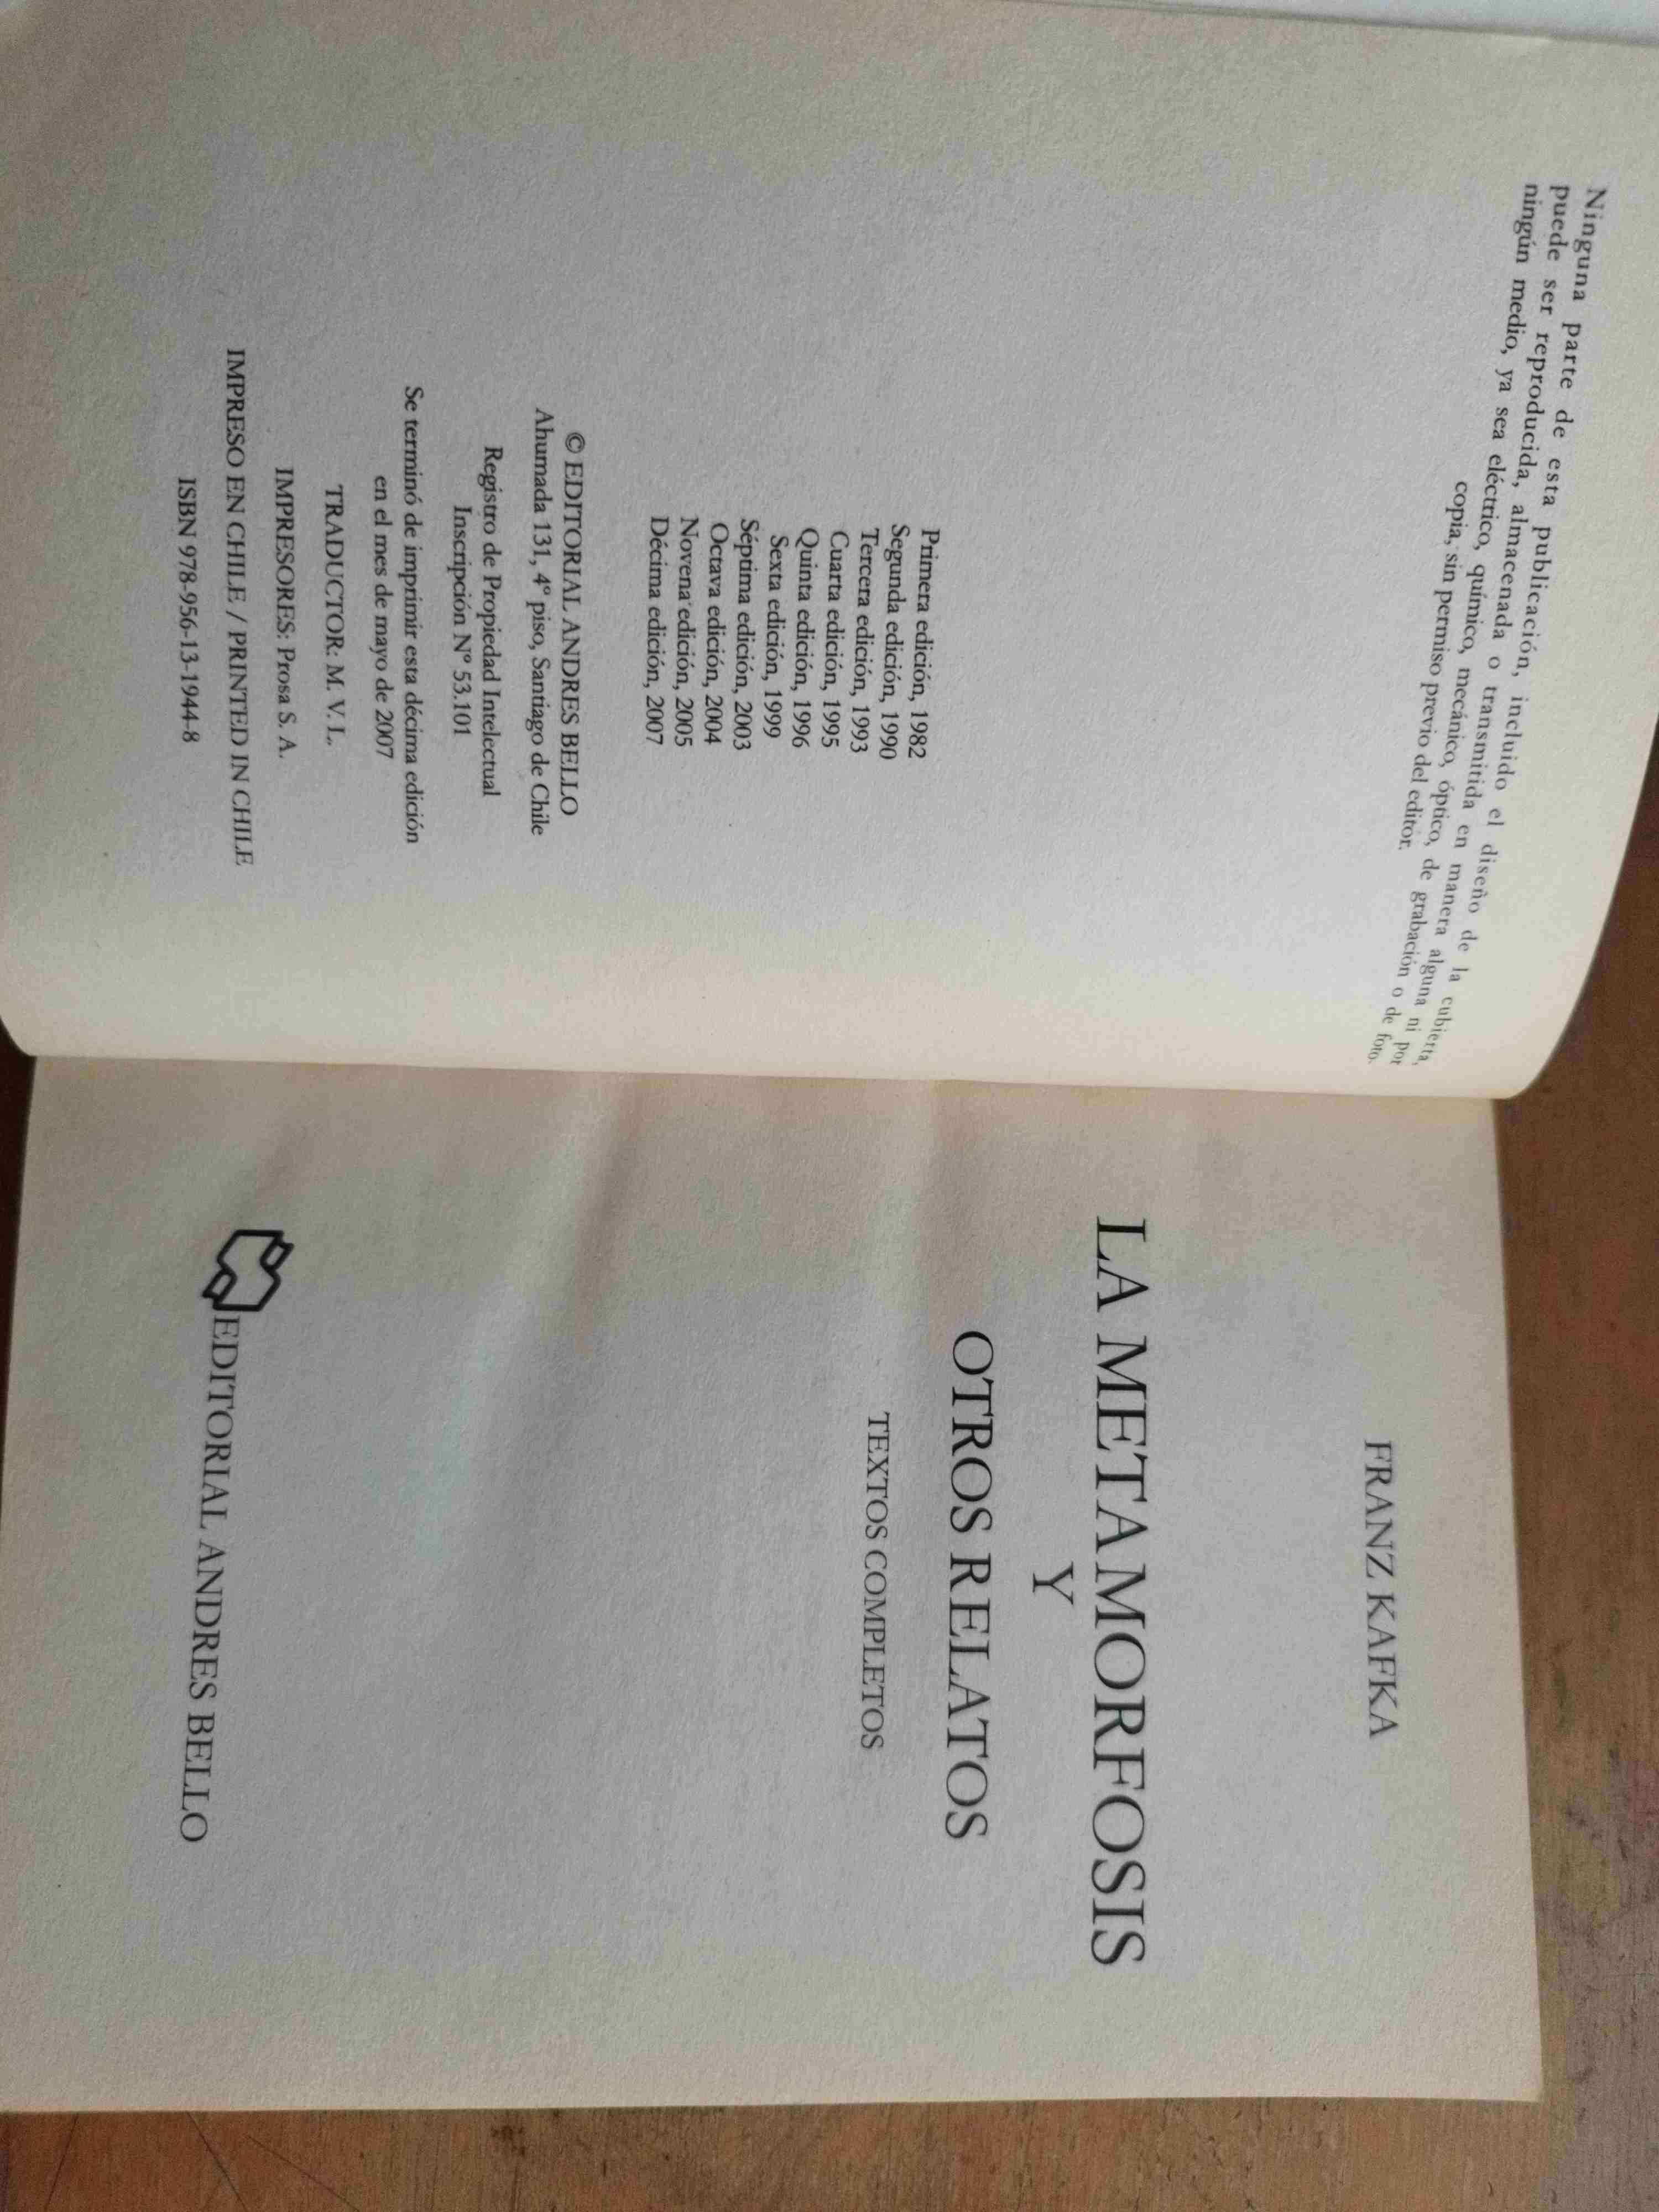 Ninguna parte de esta publicación, incluido el diseño de la cubierta,
puede ser reproducida, almacenada o transmitida en manera alguna ni por
ningún medio, ya sea eléctrico, químico, mecánico, óptico, de grabación o de foto.
copia, sin permiso previo del editor.
Primera edición, 1982
Segunda edición, 1990
Tercera edición, 1993
Cuarta edición, 1995
Quinta edición, 1996
Sexta edición, 1999
Séptima edición, 2003
Octava edición, 2004
Novena edición, 2005
Décima edición, 2007
© EDITORIAL ANDRES BELLO
Ahumada 131, 4º piso, Santiago de Chile
Registro de Propiedad Intelectual
Inscripción Nº 53.101
Se terminó de imprimir esta décima edición
en el mes de mayo de 2007
TRADUCTOR: M. V. L.
IMPRESORES: Prosa S. A.
IMPRESO EN CHILE / PRINTED IN CHILE
ISBN 978-956-13-1944-8
FRANZ KAFKA
LA METAMORFOSIS
Y
OTROS RELATOS
TEXTOS COMPLETOS
EDITORIAL ANDRES BELLO